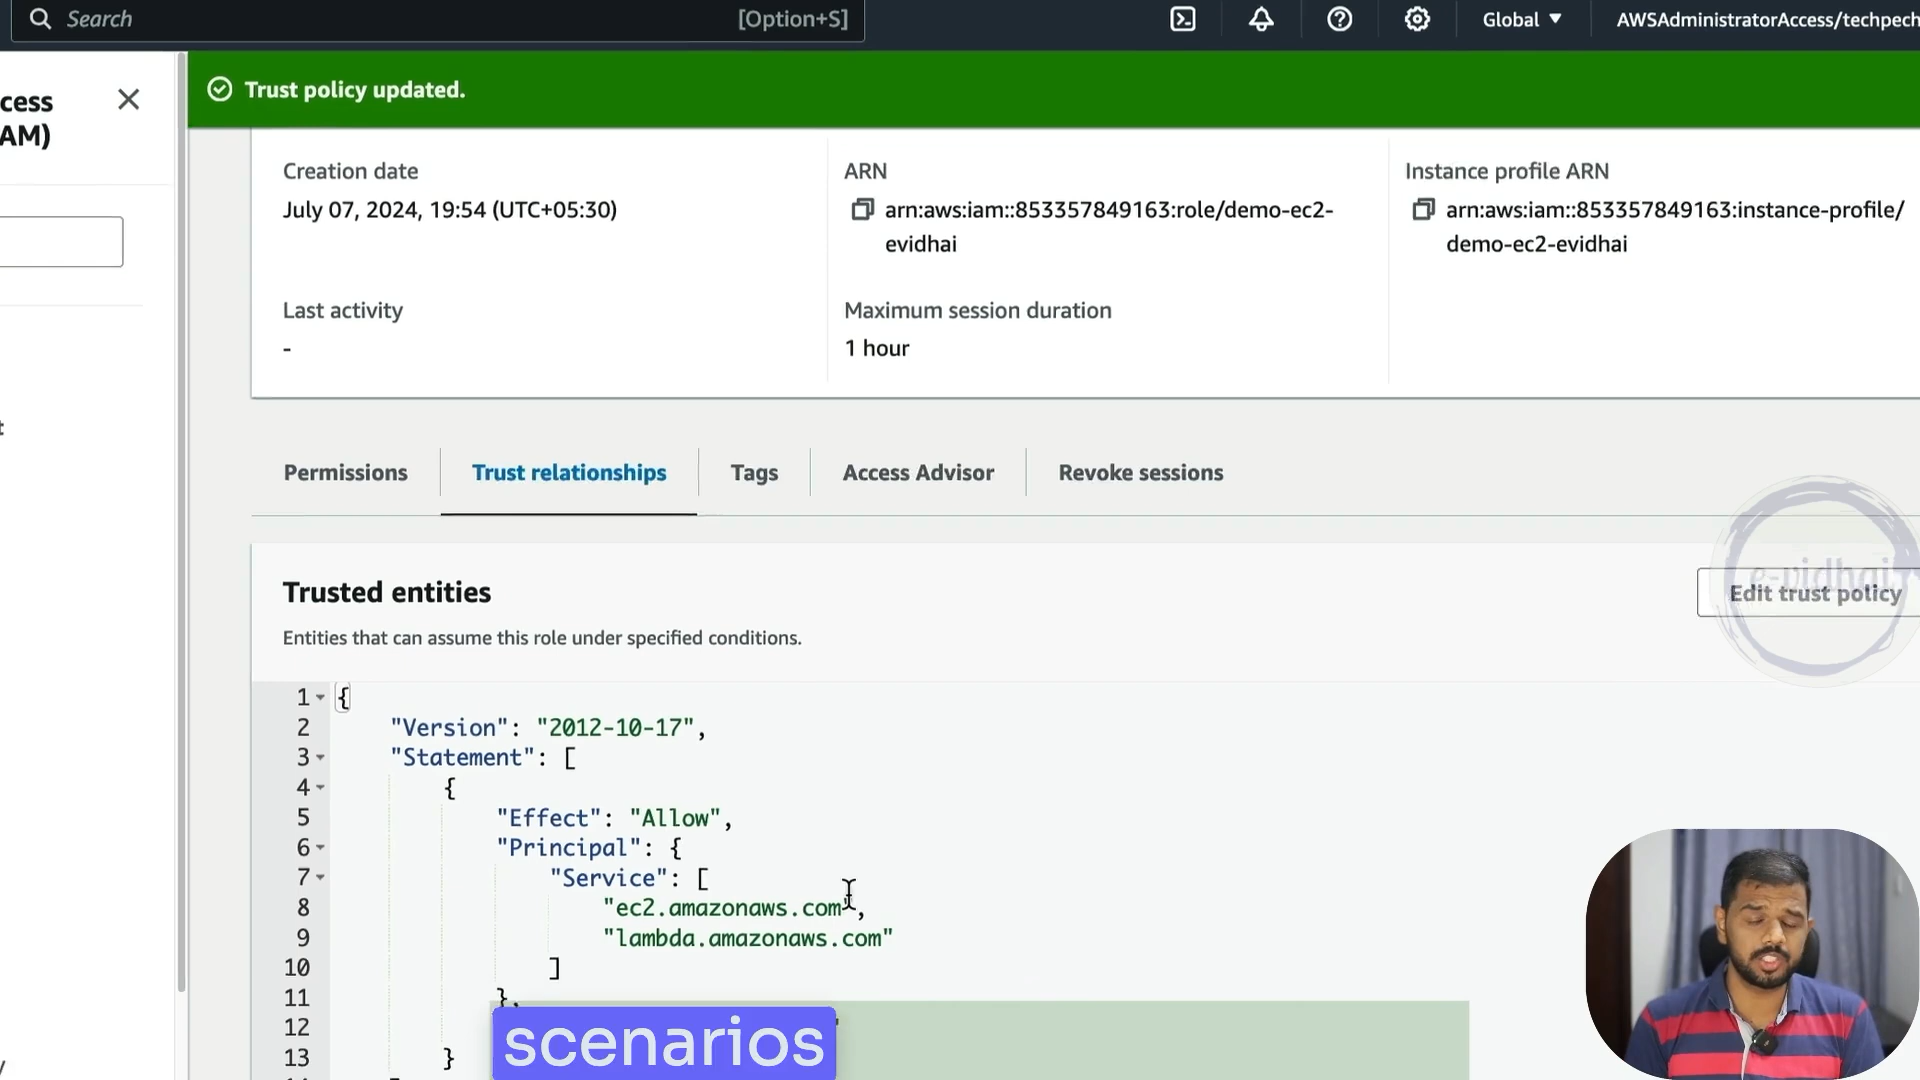 Search
[Option+S]
Global ▼
AWSAdministratorAccess/techpech
cess
AM)
Trust policy updated.
Creation date
July 07, 2024, 19:54 (UTC+05:30)
ARN
arn:aws:iam::853357849163:role/demo-ec2-
evidhai
Instance profile ARN
arn:aws:iam::853357849163:instance-profile/
demo-ec2-evidhai
Last activity
-
Maximum session duration
1 hour
Permissions
Trust relationships
Tags
Access Advisor
Revoke sessions
Trusted entities
Entities that can assume this role under specified conditions.
e-vidhai
Edit trust policy
1 {
2 "Version": "2012-10-17",
3 "Statement": [
4 {
5 "Effect": "Allow",
6 "Principal": {
7 "Service": [
8 "ec2.amazonaws.com",
9 "lambda.amazonaws.com"
10 ]
11 },
12
13 }
scenarios